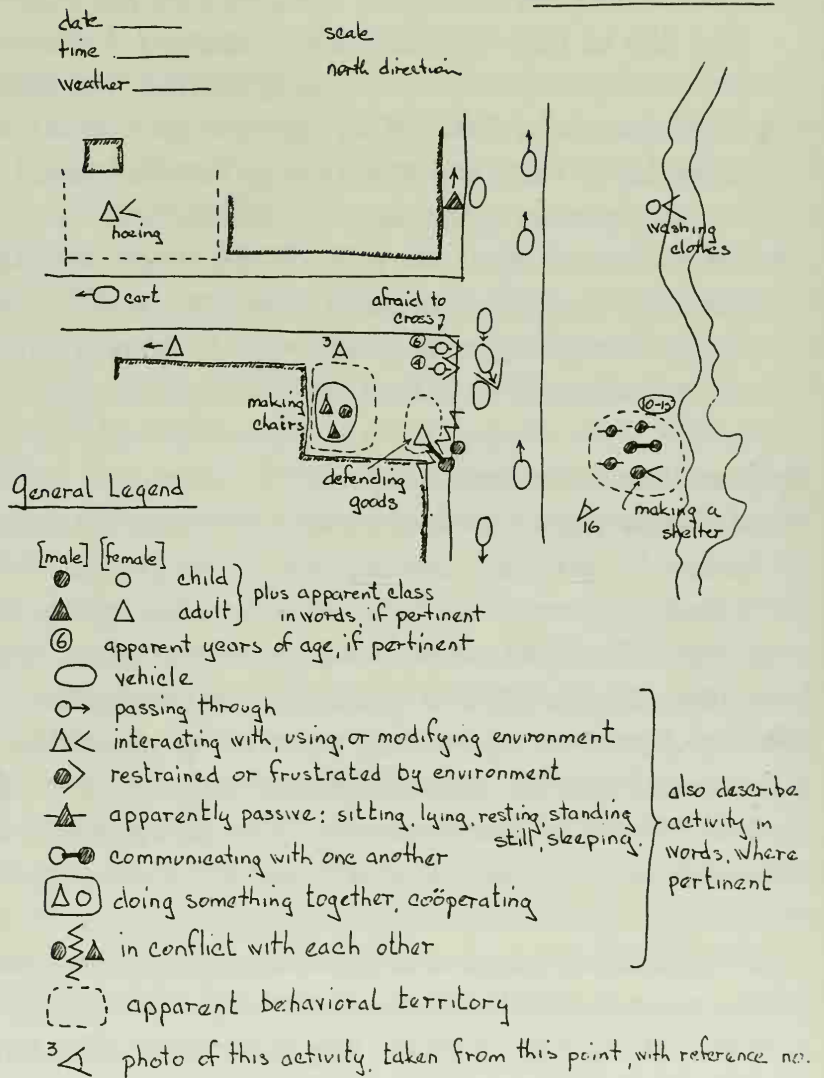 date
time
weather
scale
north direction
hoeing
washing
clothes
cart
afraid to
cross?
6
4
3
making
chairs
10-12
defending
goods
making a
shelter
16
General Legend
[male] [female]
child
adult
plus apparent class
in words, if pertinent
6 apparent years of age, if pertinent
vehicle
passing through
interacting with, using, or modifying environment
restrained or frustrated by environment
apparently passive: sitting, lying, resting, standing
still, sleeping.
communicating with one another
doing something together, coöperating
in conflict with each other
also describe
activity in
words, where
pertinent
apparent behavioral territory
3 photo of this activity, taken from this point, with reference no.